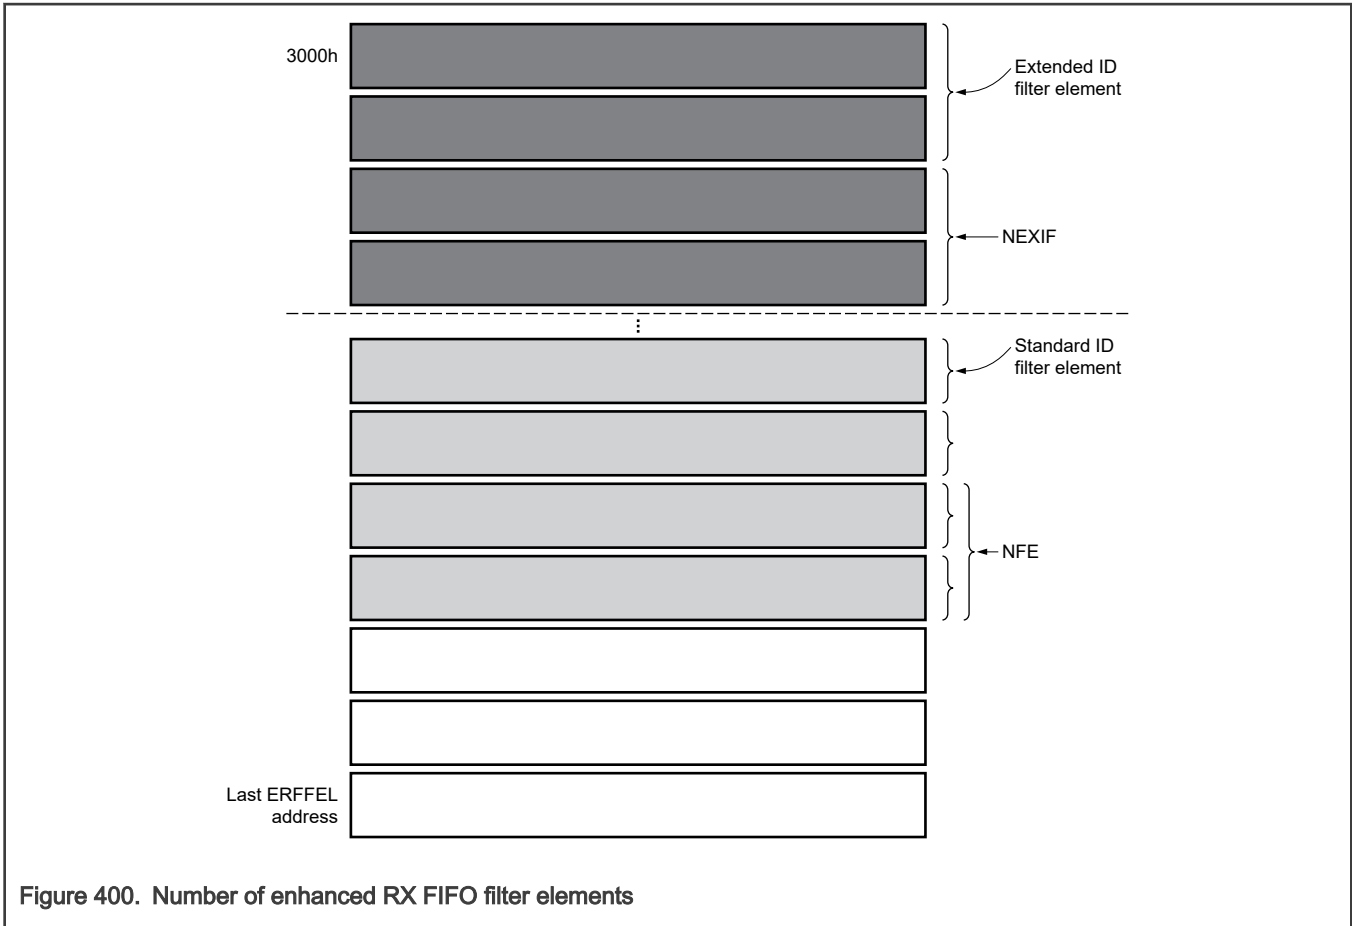 3000h
Extended ID
filter element
NEXIF
Standard ID
filter element
NFE
Last ERFFEL
address
Figure 400. Number of enhanced RX FIFO filter elements